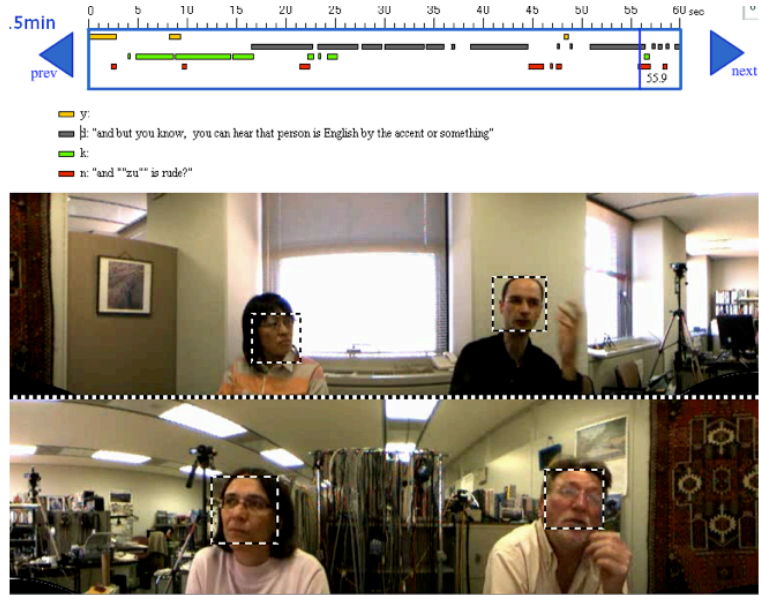 .5min
0 5 10 15 20 25 30 35 40 45 50 55 60 sec
prev
next
55.9
y:
d: "and but you know, you can hear that person is English by the accent or something"
k:
n: "and ""zu"" is rude?"